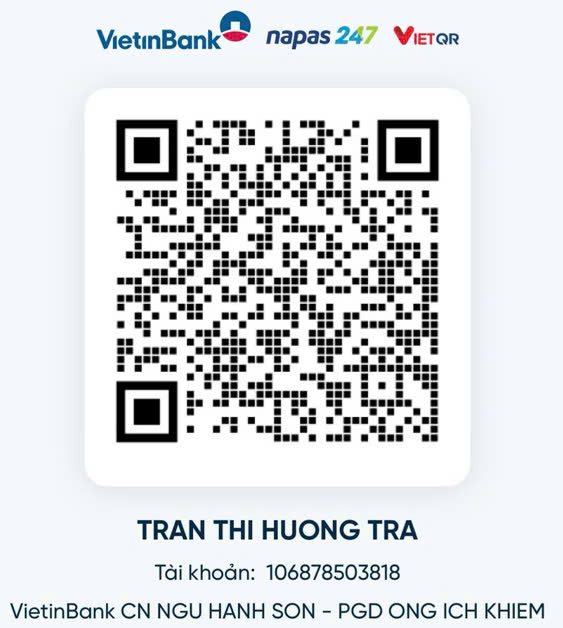 VietinBank napas 247 VIETQR
TRAN THI HUONG TRA
Tài khoản: 106878503818
VietinBank CN NGU HANH SON - PGD ONG ICH KHIEM